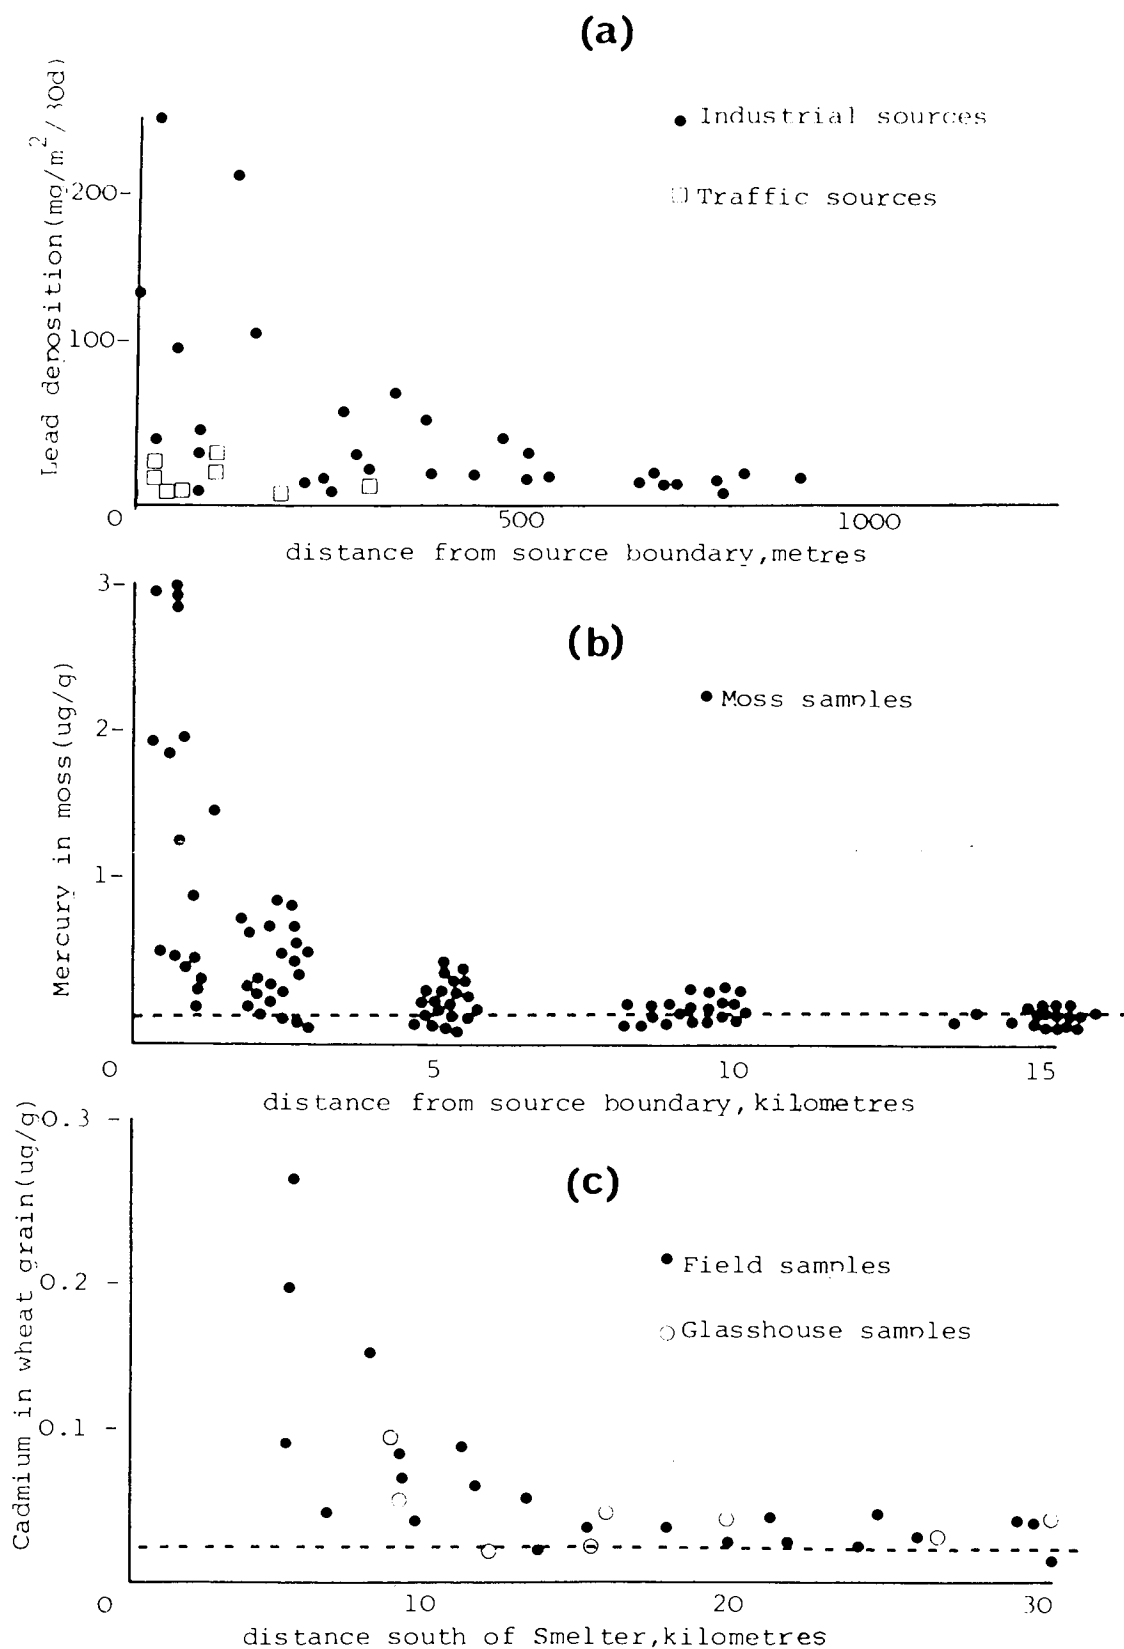 (a)
Lead deposition(mg/m²/30d)
Industrial sources
200-
Traffic sources
100-
0
500
1000
distance from source boundary,metres
3-
(b)
Mercury in moss(ug/g)
Moss samples
2-
1-
0
5
10
15
distance from source boundary,kilometres
Cadmium in wheat grain(ug/g)
0.3 -
(c)
Field samples
0.2 -
Glasshouse samples
0.1 -
0
10
20
30
distance south of Smelter,kilometres